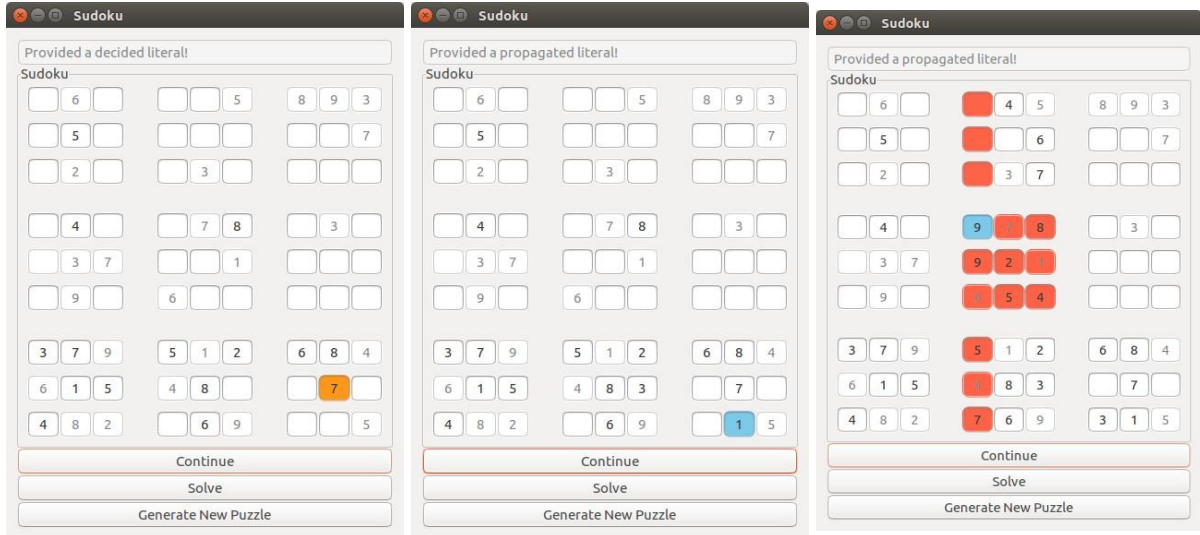 Sudoku
Provided a decided literal!
Sudoku
6 5 8 9 3
5 7
2 3
4 7 8 3
3 7 1
9 6
3 7 9 5 1 2 6 8 4
6 1 5 4 8 7
4 8 2 6 9 5
Continue
Solve
Generate New Puzzle
Sudoku
Provided a propagated literal!
Sudoku
6 5 8 9 3
5 7
2 3
4 7 8 3
3 7 1
9 6
3 7 9 5 1 2 6 8 4
6 1 5 4 8 3 7
4 8 2 6 9 1 5
Continue
Solve
Generate New Puzzle
Sudoku
Provided a propagated literal!
Sudoku
6 4 5 8 9 3
5 6 7
2 3 7
4 9 7 8 3
3 7 9 2 1
9 6 5 4
3 7 9 5 1 2 6 8 4
6 1 5 4 8 3 7
4 8 2 7 6 9 3 1 5
Continue
Solve
Generate New Puzzle